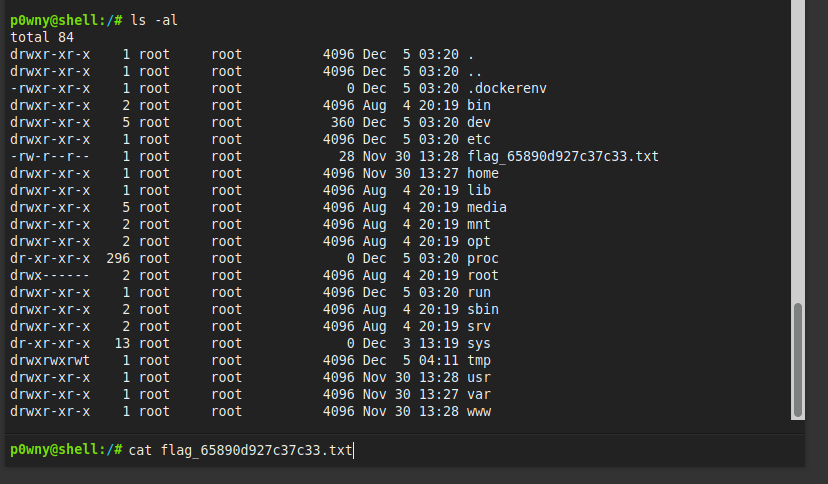 p0wny@shell:/# ls -al
total 84
drwxr-xr-x    1 root     root          4096 Dec  5 03:20 .
drwxr-xr-x    1 root     root          4096 Dec  5 03:20 ..
-rwxr-xr-x    1 root     root             0 Dec  5 03:20 .dockerenv
drwxr-xr-x    2 root     root          4096 Aug  4 20:19 bin
drwxr-xr-x    5 root     root           360 Dec  5 03:20 dev
drwxr-xr-x    1 root     root          4096 Dec  5 03:20 etc
-rw-r--r--    1 root     root            28 Nov 30 13:28 flag_65890d927c37c33.txt
drwxr-xr-x    1 root     root          4096 Nov 30 13:27 home
drwxr-xr-x    1 root     root          4096 Aug  4 20:19 lib
drwxr-xr-x    5 root     root          4096 Aug  4 20:19 media
drwxr-xr-x    2 root     root          4096 Aug  4 20:19 mnt
drwxr-xr-x    2 root     root          4096 Aug  4 20:19 opt
dr-xr-xr-x  296 root     root             0 Dec  5 03:20 proc
drwx------    2 root     root          4096 Aug  4 20:19 root
drwxr-xr-x    1 root     root          4096 Dec  5 03:20 run
drwxr-xr-x    2 root     root          4096 Aug  4 20:19 sbin
drwxr-xr-x    2 root     root          4096 Aug  4 20:19 srv
dr-xr-xr-x   13 root     root             0 Dec  3 13:19 sys
drwxrwxrwt    1 root     root          4096 Dec  5 04:11 tmp
drwxr-xr-x    1 root     root          4096 Nov 30 13:28 usr
drwxr-xr-x    1 root     root          4096 Nov 30 13:27 var
drwxr-xr-x    1 root     root          4096 Nov 30 13:28 www
p0wny@shell:/# cat flag_65890d927c37c33.txt